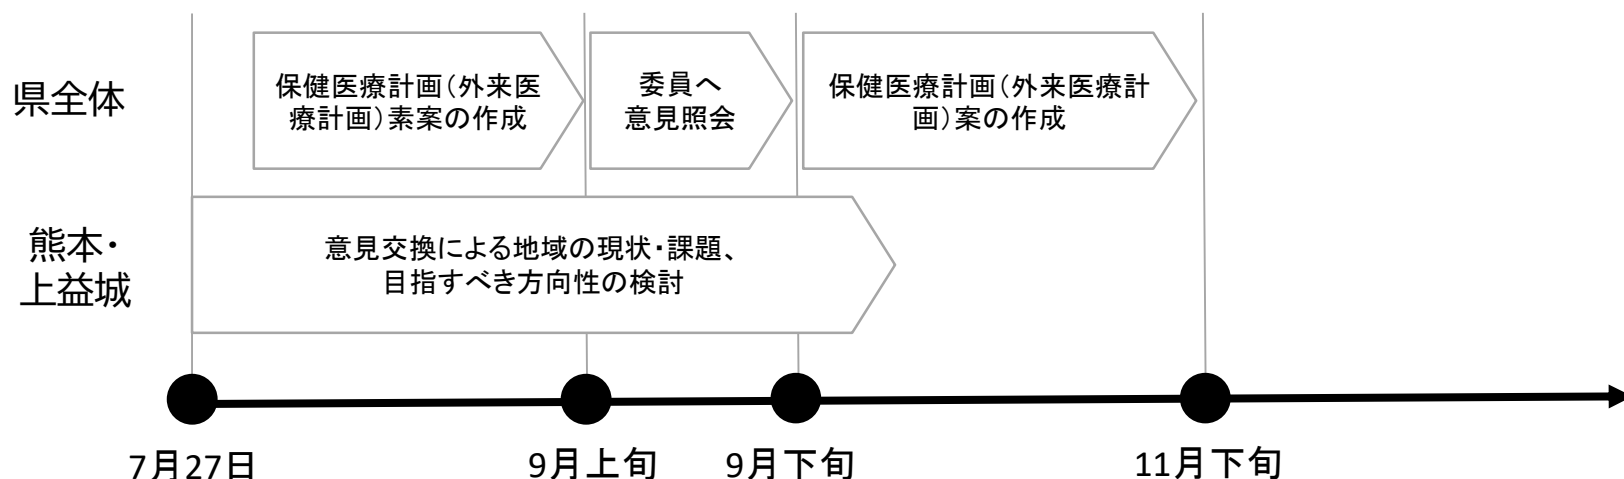 県全体
保健医療計画(外来医
療計画)素案の作成
委員へ
意見照会
保健医療計画(外来医療計
画)案の作成
熊本・
上益城
意見交換による地域の現状・課題、
目指すべき方向性の検討
7月27日
9月上旬
9月下旬
11月下旬